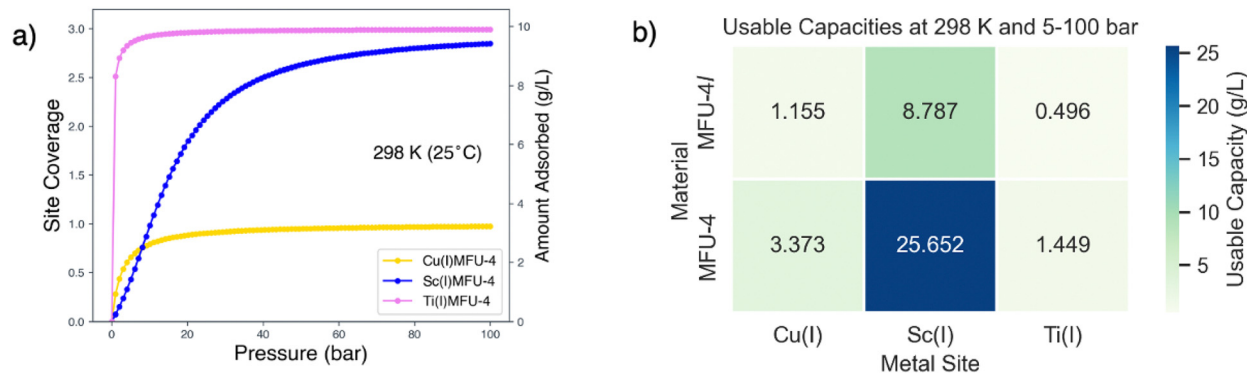 a)
Site Coverage
3.0
2.5
2.0
1.5
1.0
0.5
0.0
0
20
40
60
80
100
Pressure (bar)
298 K (25°C)
Cu(I)MFU-4
Sc(I)MFU-4
Ti(I)MFU-4
10
8
6
4
2
0
Amount Adsorbed (g/L)
b)
Usable Capacities at 298 K and 5-100 bar
Material
MFU-4l
1.155
8.787
0.496
MFU-4
3.373
25.652
1.449
Cu(I)
Sc(I)
Ti(I)
Metal Site
25
20
15
10
5
Usable Capacity (g/L)